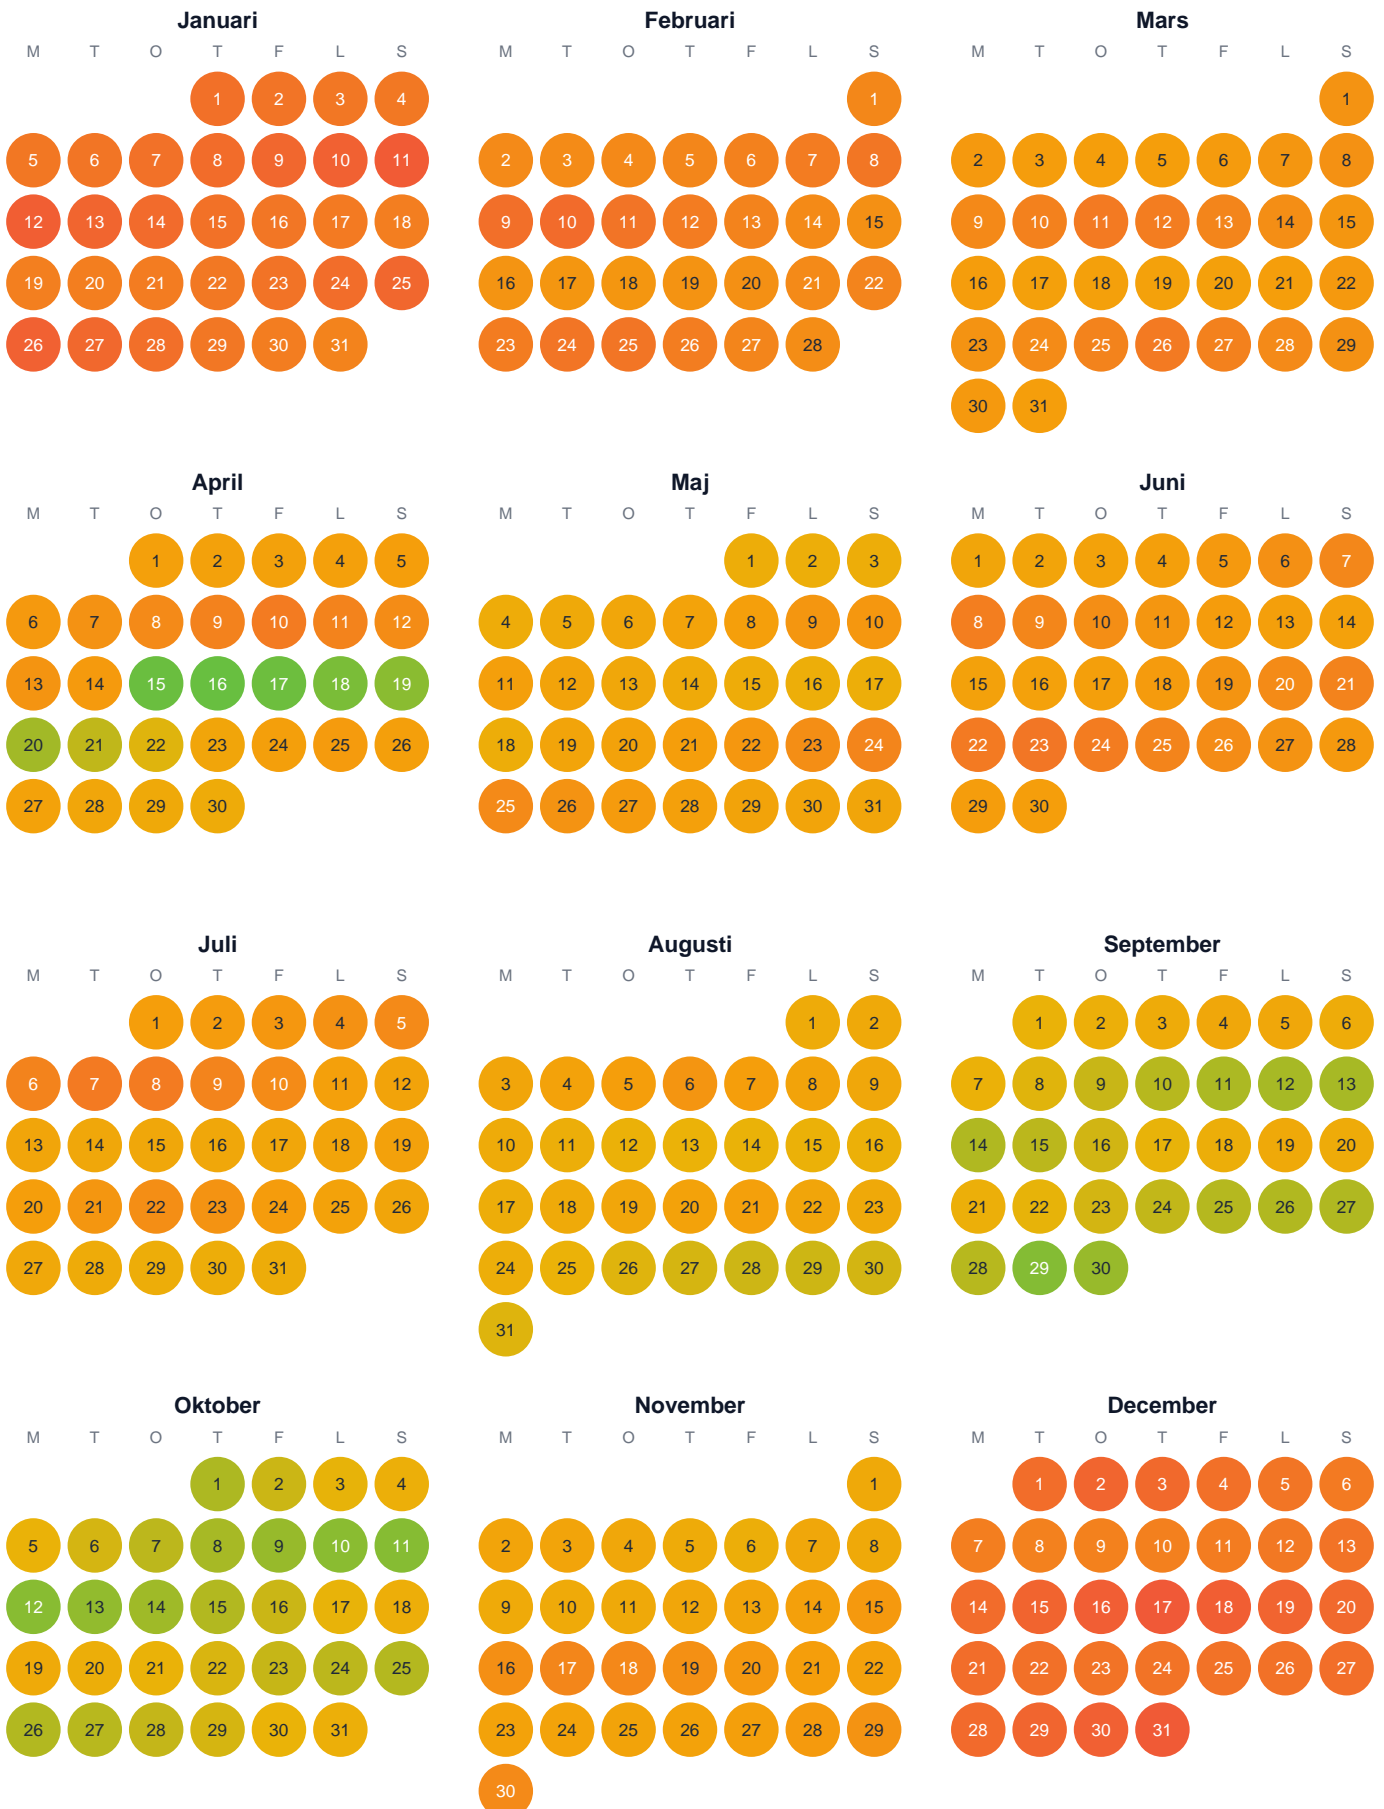 Januari Februari Mars
M T O T F L S M T O T F L S M T O T F L S
1 2 3 4 1 1
5 6 7 8 9 10 11 2 3 4 5 6 7 8 2 3 4 5 6 7 8
12 13 14 15 16 17 18 9 10 11 12 13 14 15 9 10 11 12 13 14 15
19 20 21 22 23 24 25 16 17 18 19 20 21 22 16 17 18 19 20 21 22
26 27 28 29 30 31 23 24 25 26 27 28 23 24 25 26 27 28 29
30 31
April Maj Juni
M T O T F L S M T O T F L S M T O T F L S
1 2 3 4 5 1 2 3 1 2 3 4 5 6 7
6 7 8 9 10 11 12 4 5 6 7 8 9 10 8 9 10 11 12 13 14
13 14 15 16 17 18 19 11 12 13 14 15 16 17 15 16 17 18 19 20 21
20 21 22 23 24 25 26 18 19 20 21 22 23 24 22 23 24 25 26 27 28
27 28 29 30 25 26 27 28 29 30 31 29 30
Juli Augusti September
M T O T F L S M T O T F L S M T O T F L S
1 2 3 4 5 1 2 1 2 3 4 5 6
6 7 8 9 10 11 12 3 4 5 6 7 8 9 7 8 9 10 11 12 13
13 14 15 16 17 18 19 10 11 12 13 14 15 16 14 15 16 17 18 19 20
20 21 22 23 24 25 26 17 18 19 20 21 22 23 21 22 23 24 25 26 27
27 28 29 30 31 24 25 26 27 28 29 30 28 29 30
31
Oktober November December
M T O T F L S M T O T F L S M T O T F L S
1 2 3 4 1 1 2 3 4 5 6
5 6 7 8 9 10 11 2 3 4 5 6 7 8 7 8 9 10 11 12 13
12 13 14 15 16 17 18 9 10 11 12 13 14 15 14 15 16 17 18 19 20
19 20 21 22 23 24 25 16 17 18 19 20 21 22 21 22 23 24 25 26 27
26 27 28 29 30 31 23 24 25 26 27 28 29 28 29 30 31
30